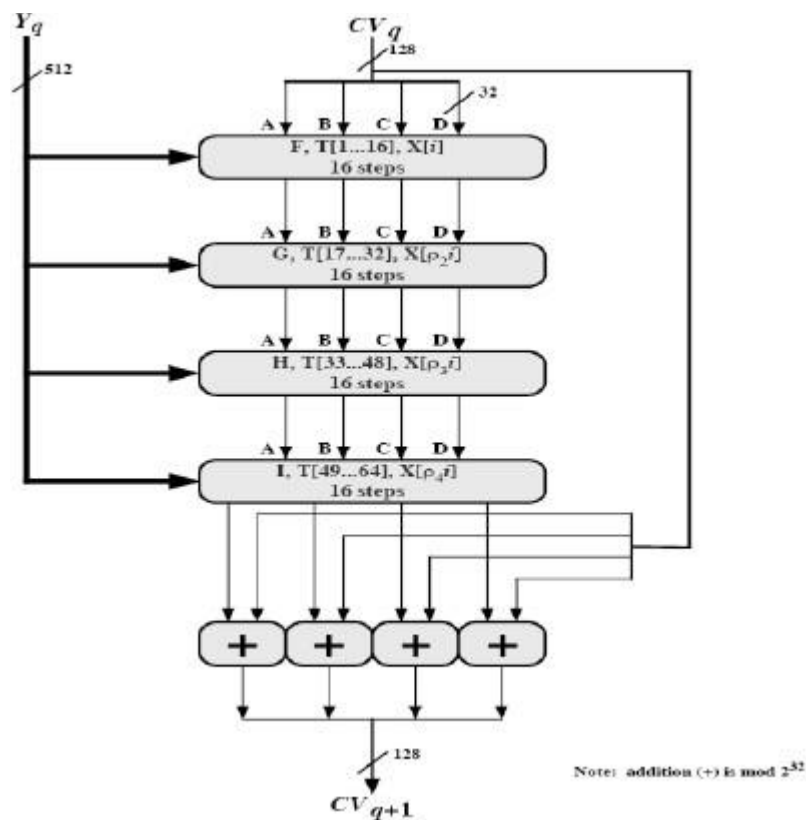 Yq CVq
128
512
32
A B C D
F, T[1...16], X[i]
16 steps
A B C D
G, T[17...32], X[ρ2i]
16 steps
A B C D
H, T[33...48], X[ρ3i]
16 steps
A B C D
I, T[49...64], X[ρ4i]
16 steps
+ + + +
128
Note: addition (+) is mod 2^32
CVq+1